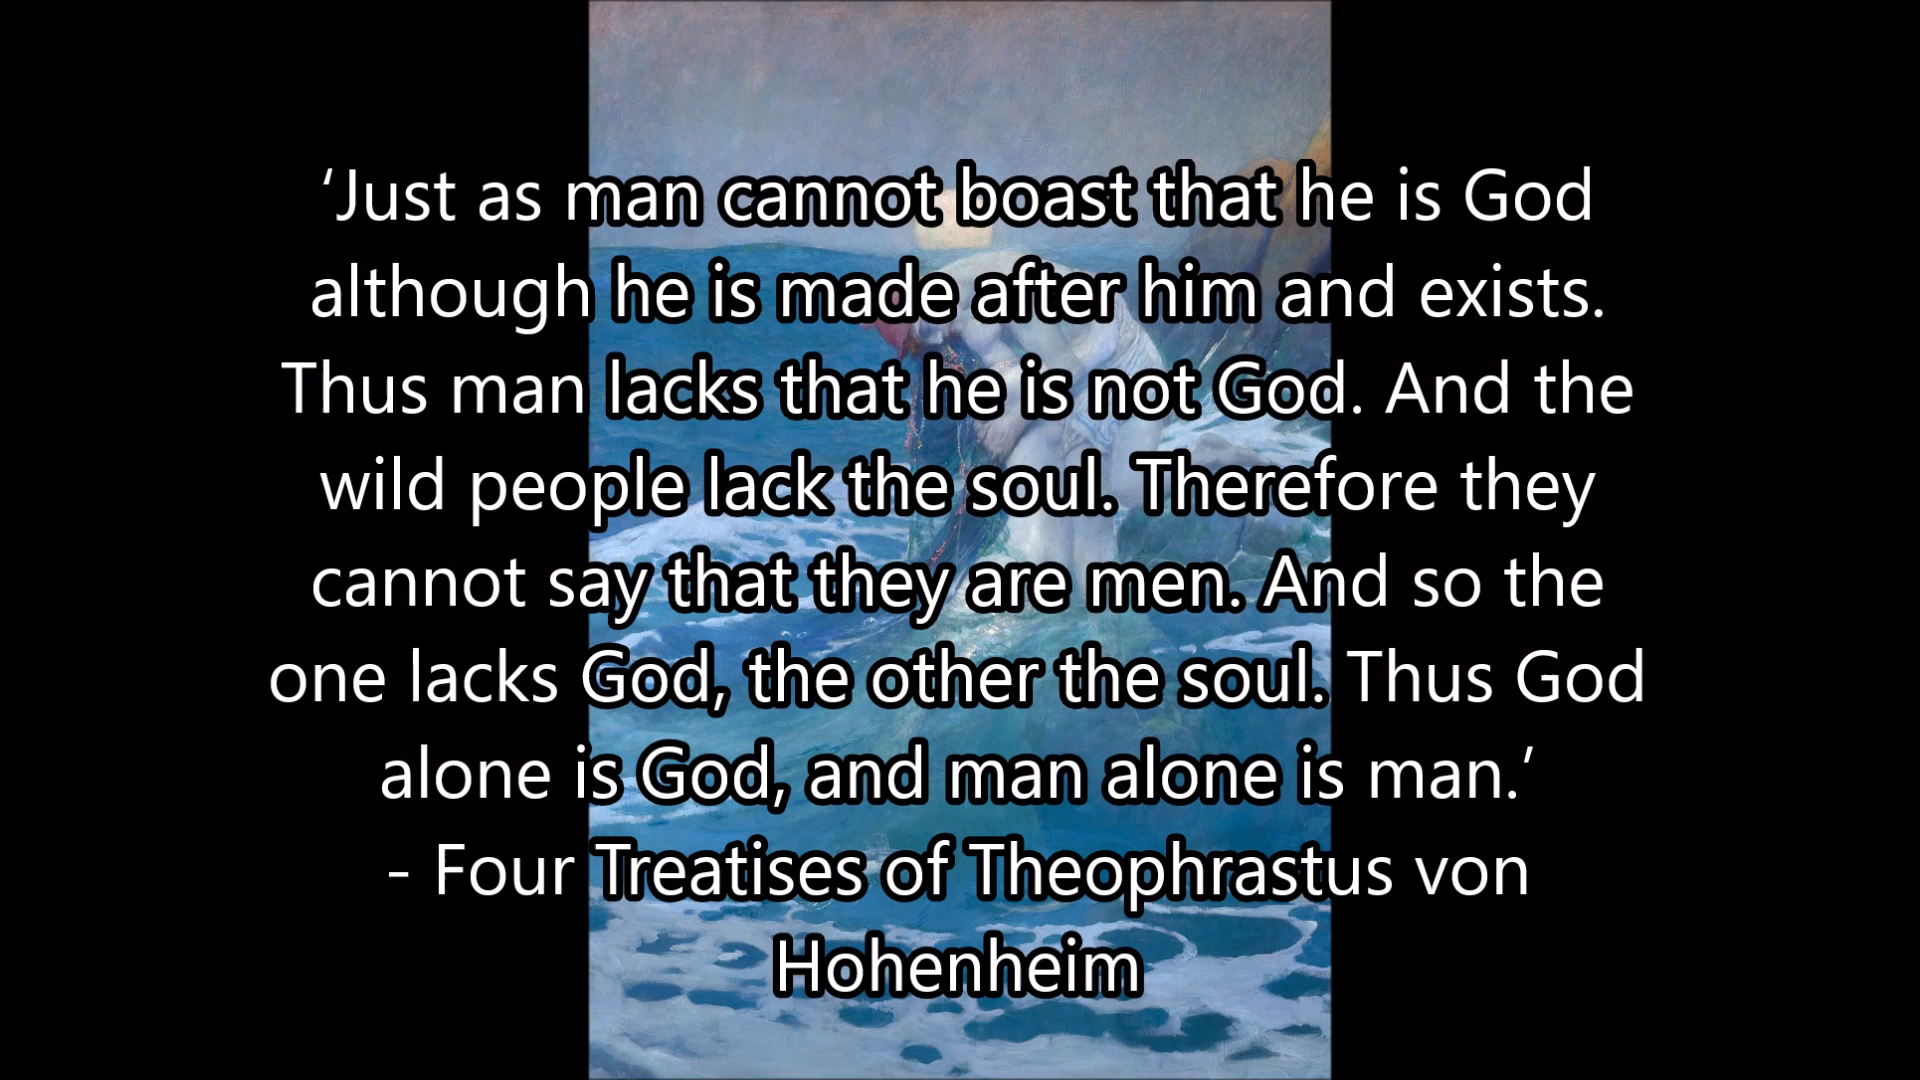 ‘Just as man cannot boast that he is God
although he is made after him and exists.
Thus man lacks that he is not God. And the
wild people lack the soul. Therefore they
cannot say that they are men. And so the
one lacks God, the other the soul. Thus God
alone is God, and man alone is man.’
- Four Treatises of Theophrastus von
Hohenheim